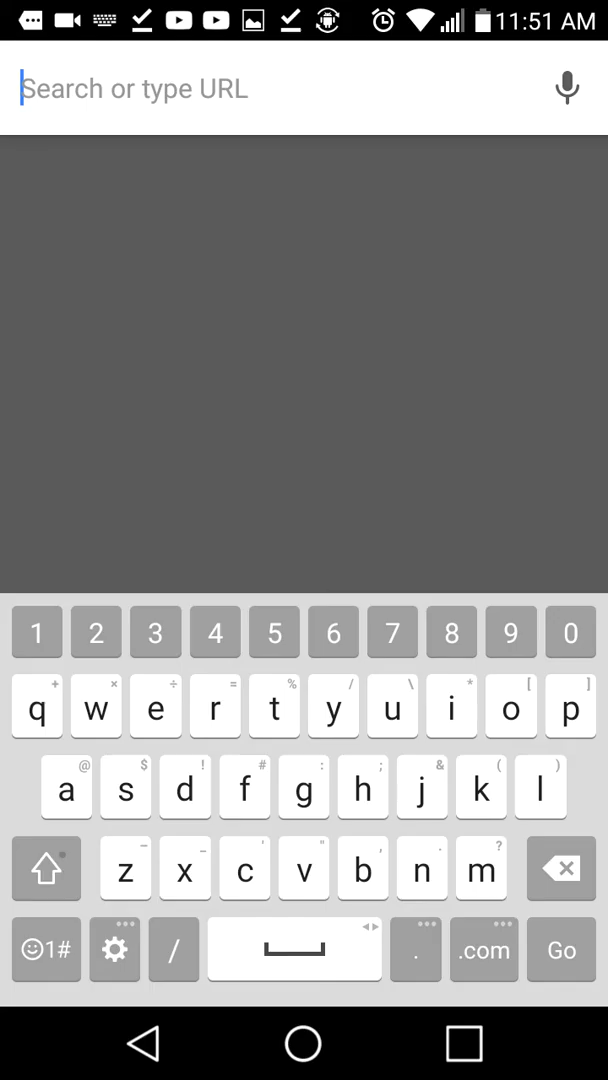 11:51 AM
Search or type URL
1 2 3 4 5 6 7 8 9 0
+ × ÷ = % / \ * [ ]
q w e r t y u i o p
@ $ ! # : ; & ( )
a s d f g h j k l
– _ ' " , . ?
z x c v b n m
1# / . .com Go